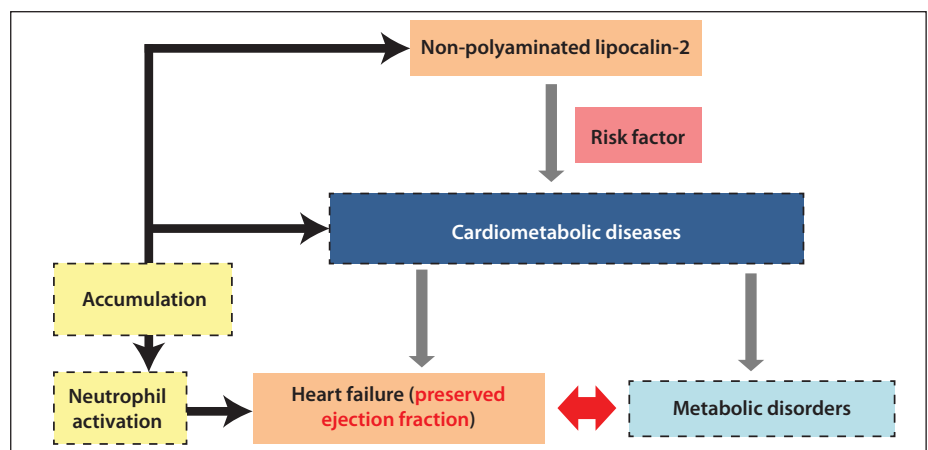 Non-polyaminated lipocalin-2
Risk factor
Cardiometabolic diseases
Accumulation
Neutrophil
activation
Heart failure (preserved
ejection fraction)
Metabolic disorders